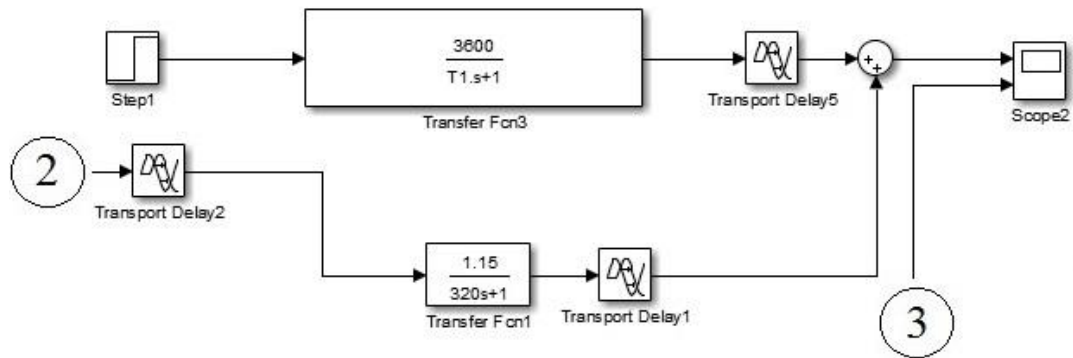 3600
T1.s+1
Step1
Transfer Fcn3
Transport Delay5
++
Scope2
2
Transport Delay2
1.15
320s+1
Transfer Fcn1
Transport Delay1
3